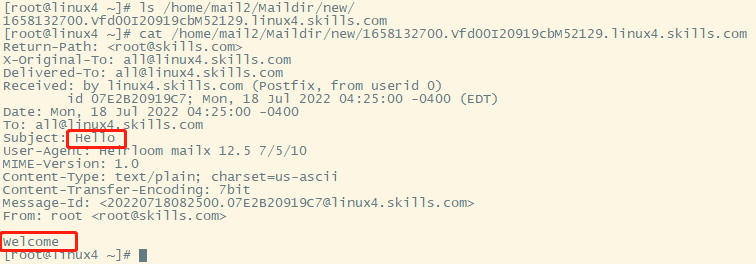 [root@linux4 ~]# ls /home/mail2/Maildir/new/
1658132700.Vfd00I20919cbM52129.linux4.skills.com
[root@linux4 ~]# cat /home/mail2/Maildir/new/1658132700.Vfd00I20919cbM52129.linux4.skills.com
Return-Path: <root@skills.com>
X-Original-To: all@linux4.skills.com
Delivered-To: all@linux4.skills.com
Received: by linux4.skills.com (Postfix, from userid 0)
        id 07E2B20919C7; Mon, 18 Jul 2022 04:25:00 -0400 (EDT)
Date: Mon, 18 Jul 2022 04:25:00 -0400
To: all@linux4.skills.com
Subject: Hello
User-Agent: Heirloom mailx 12.5 7/5/10
MIME-Version: 1.0
Content-Type: text/plain; charset=us-ascii
Content-Transfer-Encoding: 7bit
Message-Id: <20220718082500.07E2B20919C7@linux4.skills.com>
From: root <root@skills.com>
Welcome
[root@linux4 ~]#